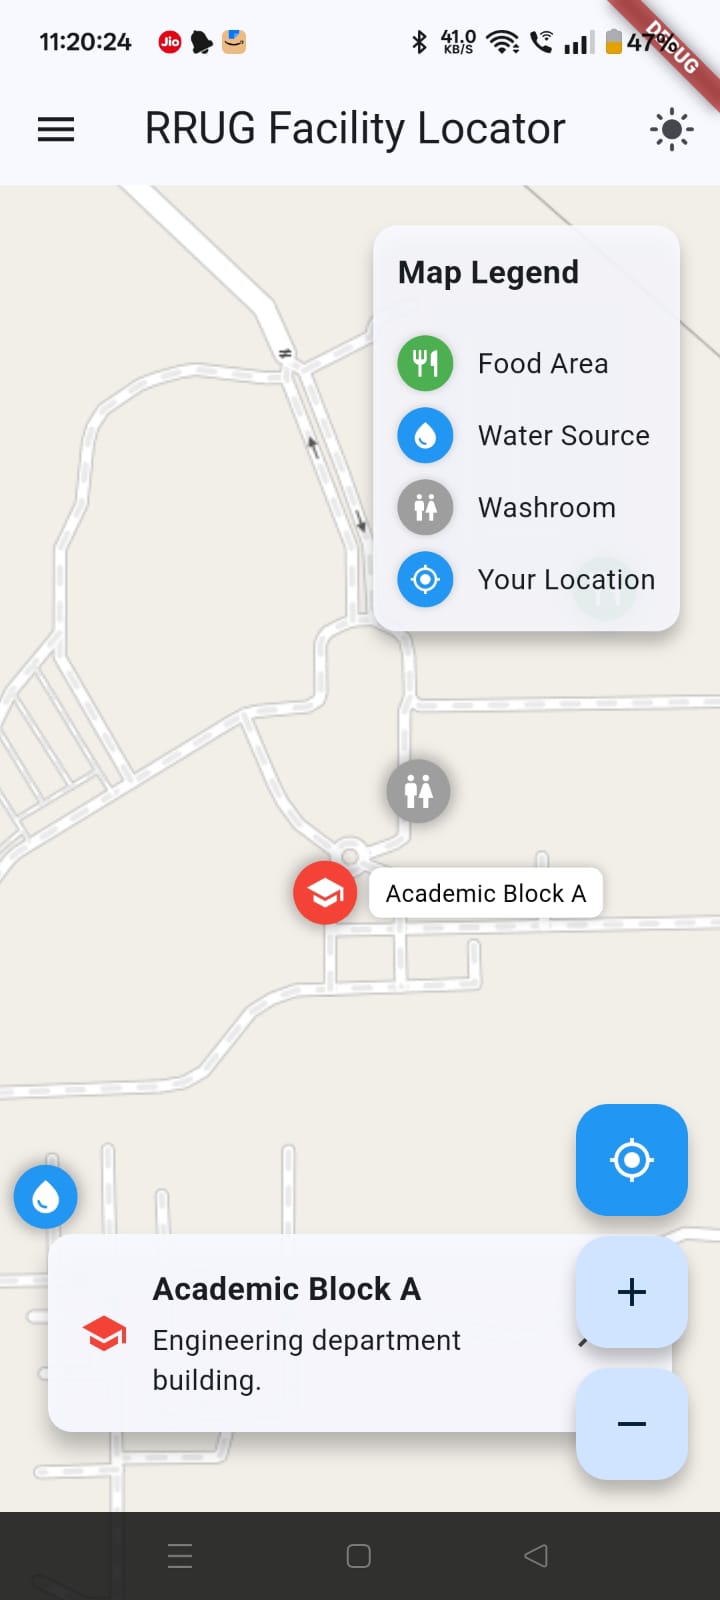 11:20:24
Jio
41.0
KB/S
47%
DEBUG
RRUG Facility Locator
Map Legend
Food Area
Water Source
Washroom
Your Location
Academic Block A
Academic Block A
Engineering department
building.